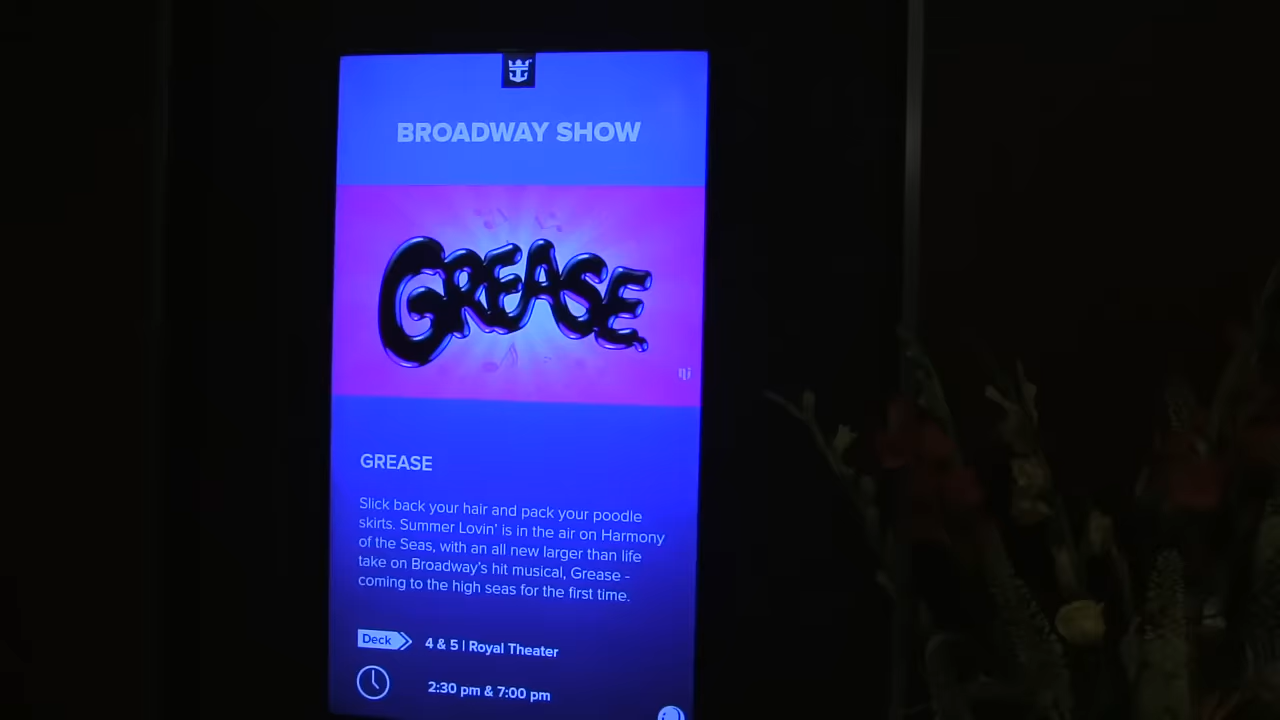 BROADWAY SHOW
GREASE
GREASE
Slick back your hair and pack your poodle
skirts. Summer Lovin' is in the air on Harmony
of the Seas, with an all new larger than life
take on Broadway's hit musical, Grease -
coming to the high seas for the first time.
Deck 4 & 5 | Royal Theater
2:30 pm & 7:00 pm